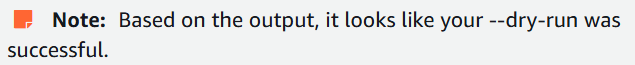 Note: Based on the output, it looks like your --dry-run was
successful.